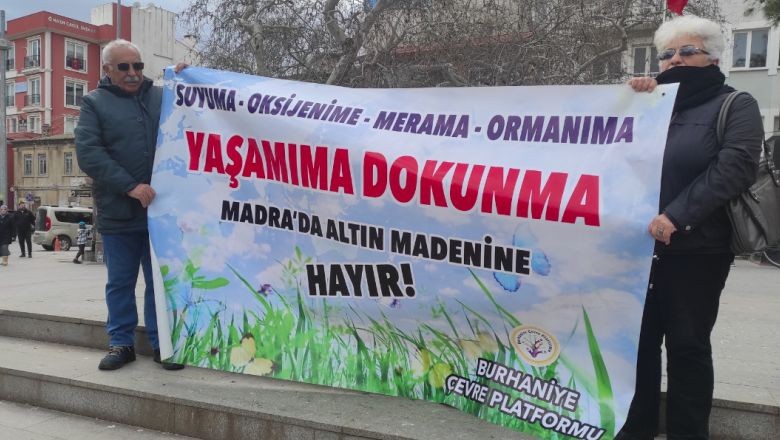 SUYUMA - OKSİJENİME - MERAMA - ORMANIMA
YAŞAMIMA DOKUNMA
MADRA'DA ALTIN MADENİNE
HAYIR!
BURHANİYE
ÇEVRE PLATFORMU